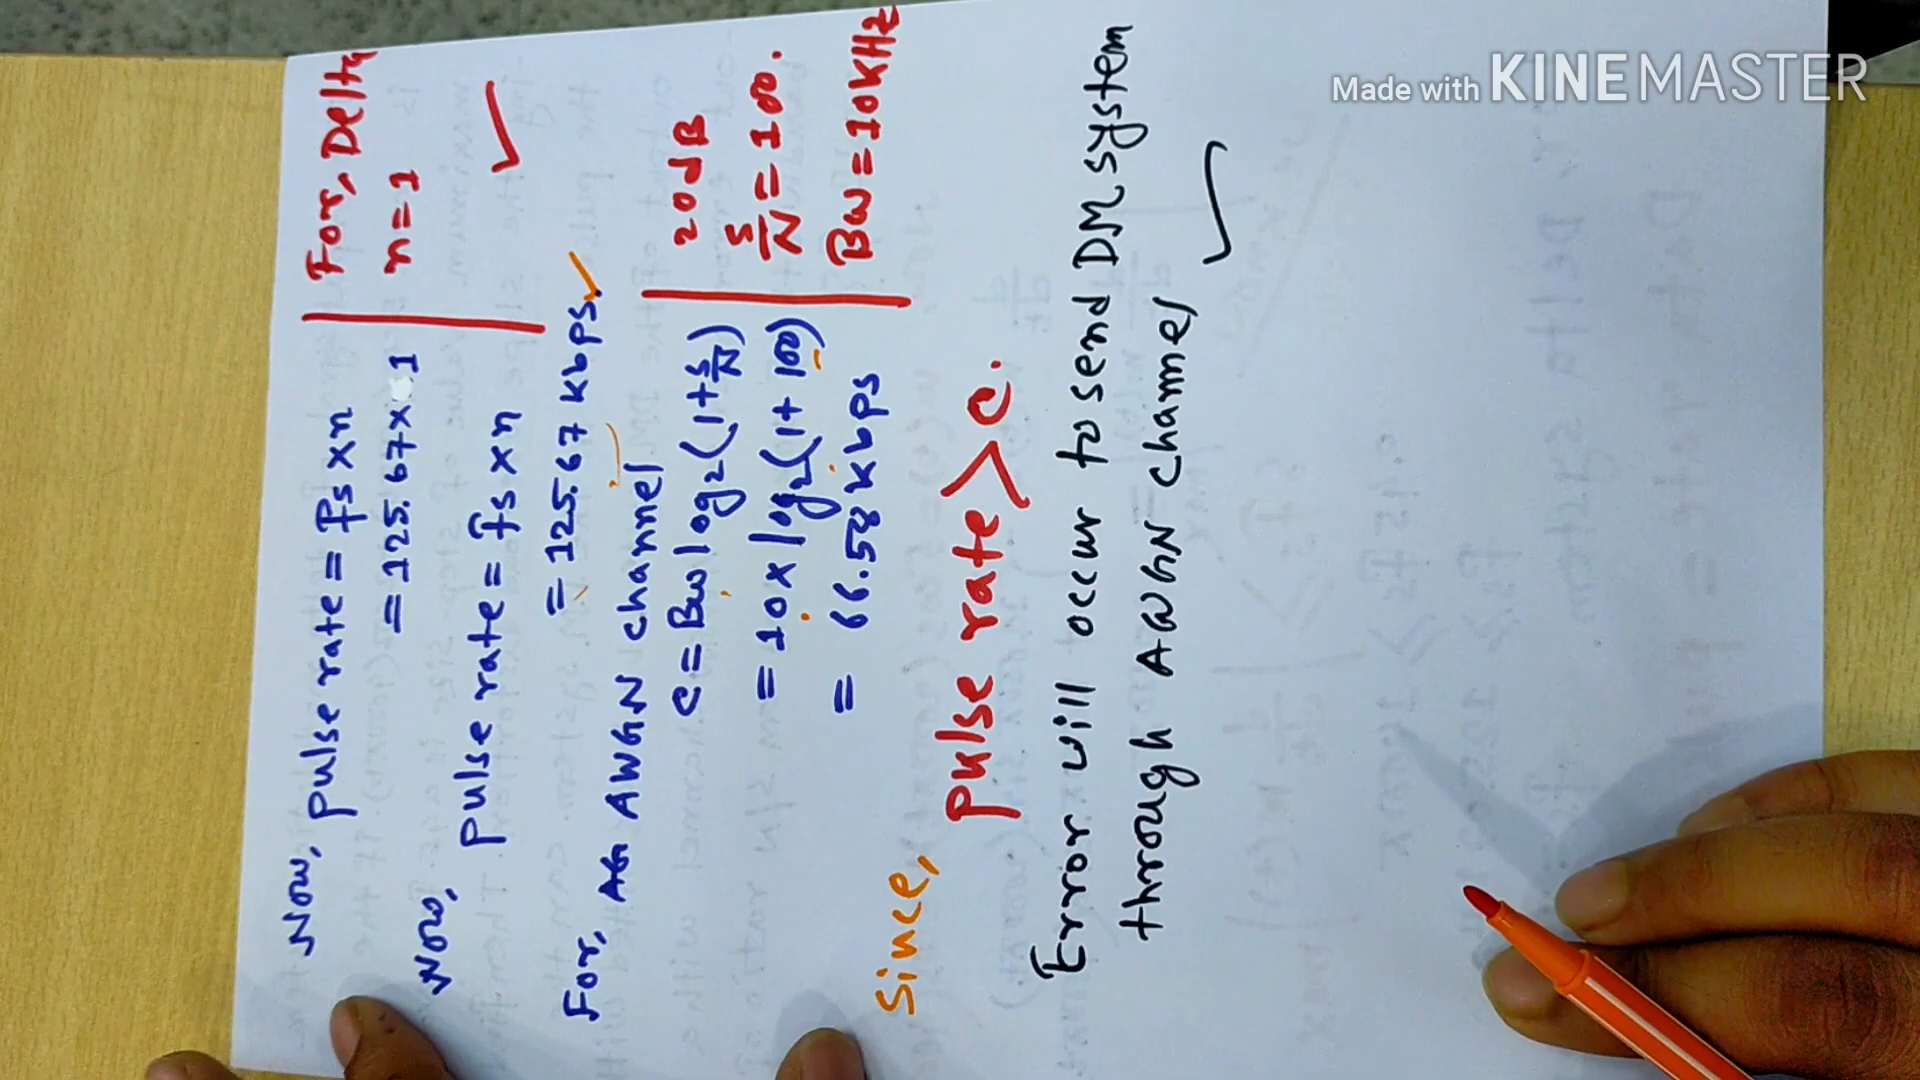 Made with KINEMASTER
Now, pulse rate = fs x n
= 125.67 x 1
For, Delta
n = 1
Now, pulse rate = fs x n
= 125.67 kbps.
For, AWGN channel
C = BW log2(1 + S/N)
= 10 x log2(1 + 100)
= 66.58 kbps
20dB
S/N = 100.
BW = 10KHz
Since, pulse rate > C.
Error will occur to send DM system
through AWGN channel